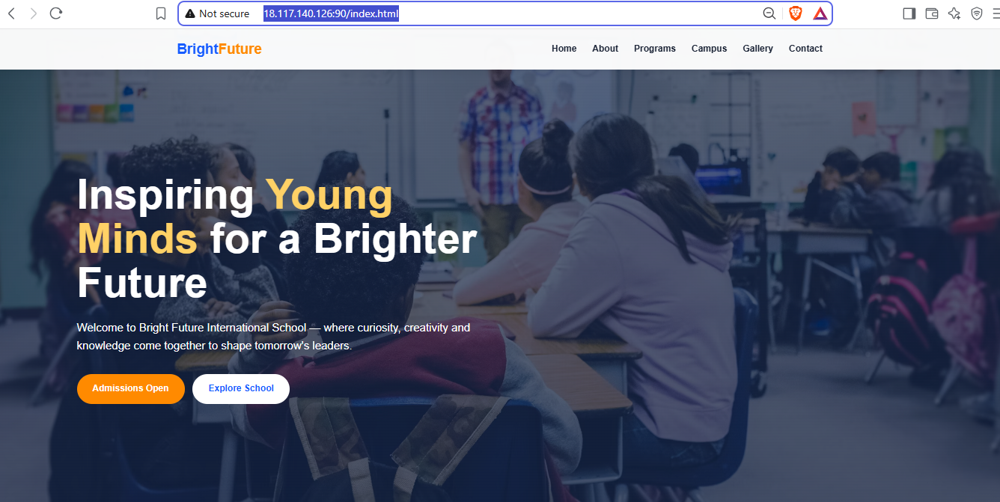 Not secure 18.117.140.126:90/index.html
BrightFuture
Home About Programs Campus Gallery Contact
Inspiring Young
Minds for a Brighter
Future
Welcome to Bright Future International School — where curiosity, creativity and
knowledge come together to shape tomorrow's leaders.
Admissions Open Explore School